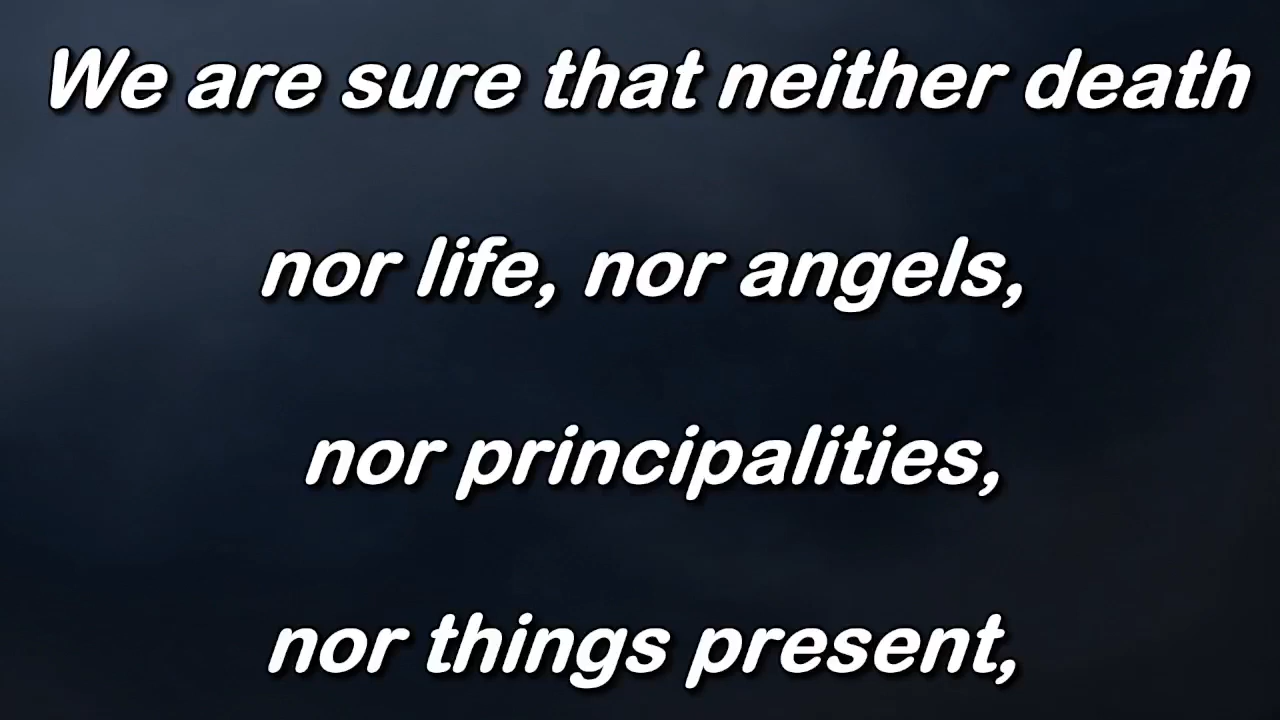 We are sure that neither death
nor life, nor angels,
nor principalities,
nor things present,